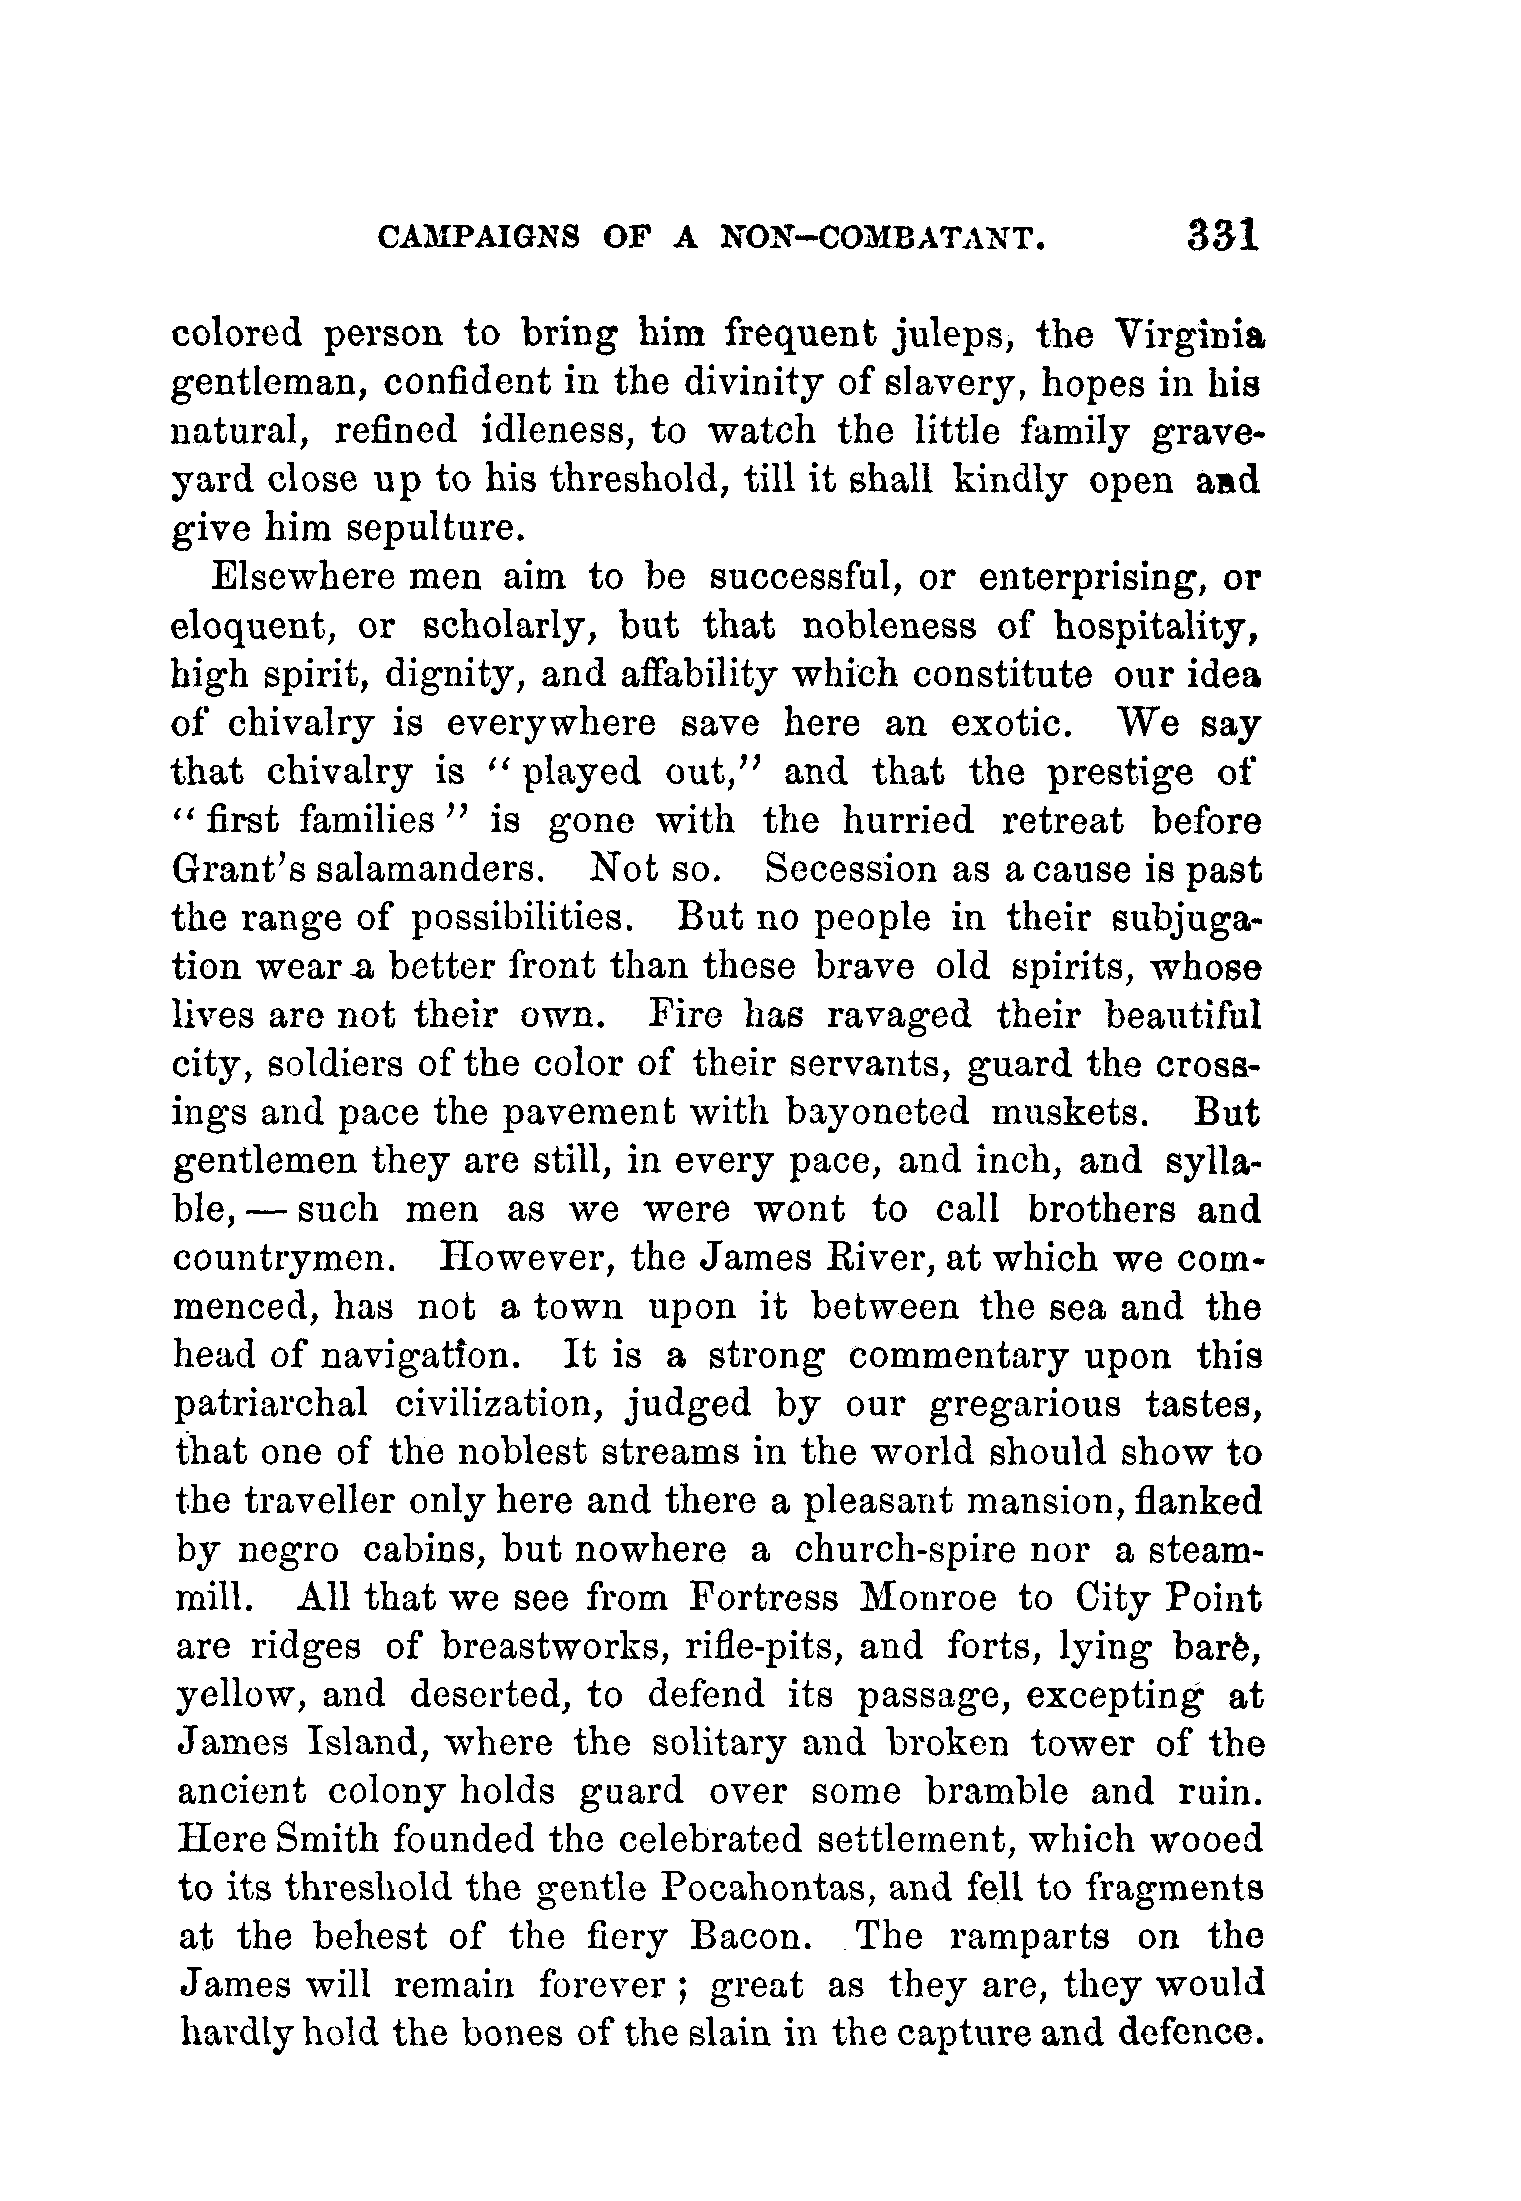 CAMPAIGNS OF A NON-COMBATANT. 331
colored person to bring him frequent juleps, the Virginia
gentleman, confident in the divinity of slavery, hopes in his
natural, refined idleness, to watch the little family grave-
yard close up to his threshold, till it shall kindly open and
give him sepulture.
Elsewhere men aim to be successful, or enterprising, or
eloquent, or scholarly, but that nobleness of hospitality,
high spirit, dignity, and affability which constitute our idea
of chivalry is everywhere save here an exotic. We say
that chivalry is "played out," and that the prestige of
"first families" is gone with the hurried retreat before
Grant's salamanders. Not so. Secession as a cause is past
the range of possibilities. But no people in their subjuga-
tion wear a better front than these brave old spirits, whose
lives are not their own. Fire has ravaged their beautiful
city, soldiers of the color of their servants, guard the cross-
ings and pace the pavement with bayoneted muskets. But
gentlemen they are still, in every pace, and inch, and sylla-
ble, — such men as we were wont to call brothers and
countrymen. However, the James River, at which we com-
menced, has not a town upon it between the sea and the
head of navigation. It is a strong commentary upon this
patriarchal civilization, judged by our gregarious tastes,
that one of the noblest streams in the world should show to
the traveller only here and there a pleasant mansion, flanked
by negro cabins, but nowhere a church-spire nor a steam-
mill. All that we see from Fortress Monroe to City Point
are ridges of breastworks, rifle-pits, and forts, lying bare,
yellow, and deserted, to defend its passage, excepting at
James Island, where the solitary and broken tower of the
ancient colony holds guard over some bramble and ruin.
Here Smith founded the celebrated settlement, which wooed
to its threshold the gentle Pocahontas, and fell to fragments
at the behest of the fiery Bacon. The ramparts on the
James will remain forever; great as they are, they would
hardly hold the bones of the slain in the capture and defence.